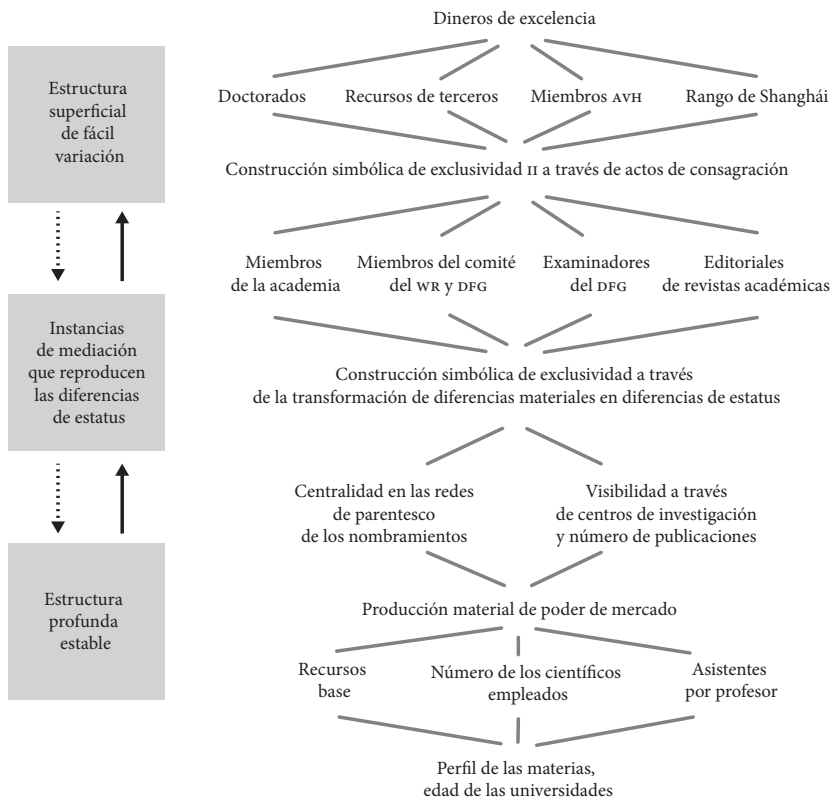 Dineros de excelencia
Estructura
superficial
de fácil
variación
Doctorados
Recursos de terceros
Miembros AVH
Rango de Shanghái
Construcción simbólica de exclusividad II a través de actos de consagración
Miembros
de la academia
Miembros del comité
del WR y DFG
Examinadores
del DFG
Editoriales
de revistas académicas
Instancias
de mediación
que reproducen
las diferencias
de estatus
Construcción simbólica de exclusividad a través
de la transformación de diferencias materiales en diferencias de estatus
Centralidad en las redes
de parentesco
de los nombramientos
Visibilidad a través
de centros de investigación
y número de publicaciones
Estructura
profunda
estable
Producción material de poder de mercado
Recursos
base
Número de los científicos
empleados
Asistentes
por profesor
Perfil de las materias,
edad de las universidades